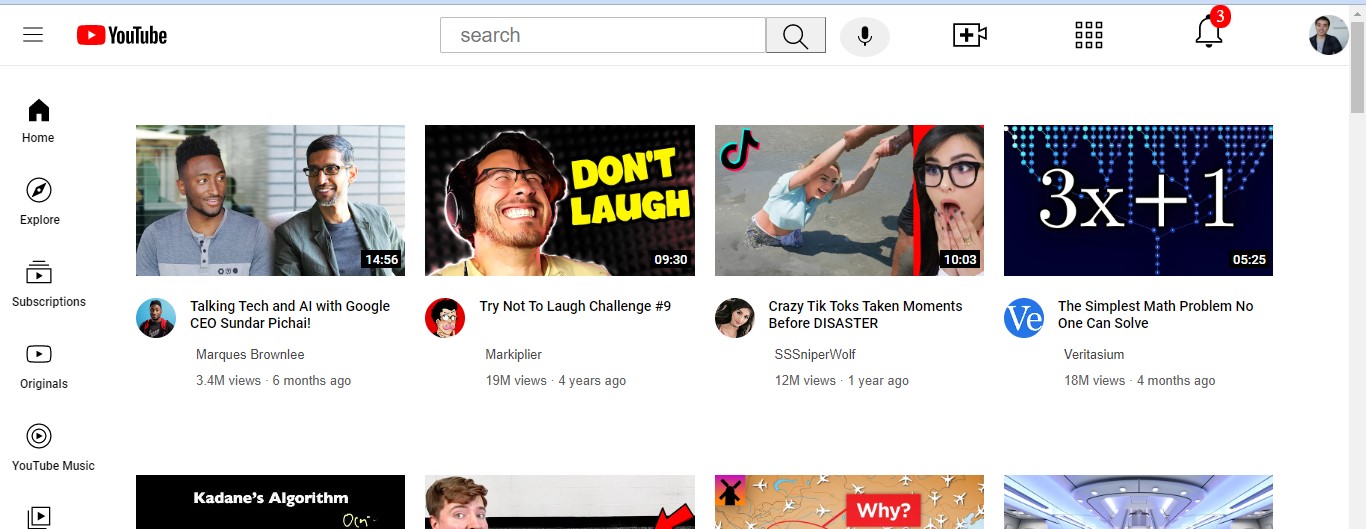 YouTube
search
3
Home
Explore
Subscriptions
Originals
YouTube Music
DON'T
LAUGH
3x+1
14:56
09:30
10:03
05:25
Talking Tech and AI with Google
CEO Sundar Pichai!
Marques Brownlee
3.4M views · 6 months ago
Try Not To Laugh Challenge #9
Markiplier
19M views · 4 years ago
Crazy Tik Toks Taken Moments
Before DISASTER
SSSniperWolf
12M views · 1 year ago
Ve
The Simplest Math Problem No
One Can Solve
Veritasium
18M views · 4 months ago
Kadane's Algorithm
Why?